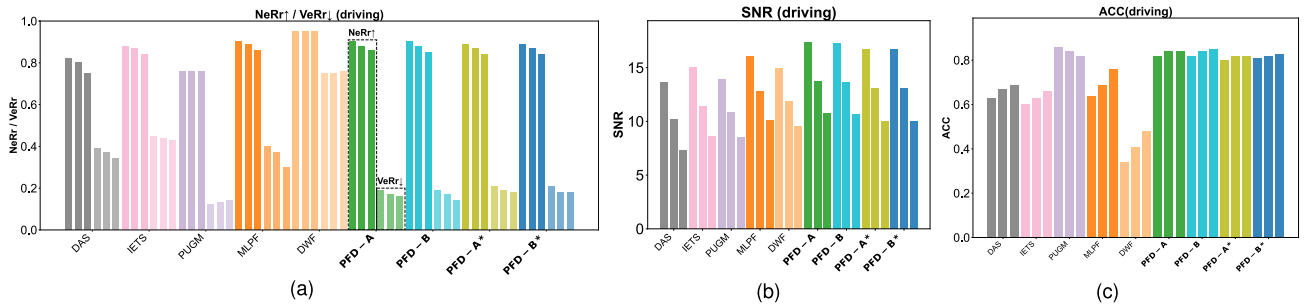 NeRr↑ / VeRr↓ (driving)
NeRr / VeRr
1.0
0.8
0.6
0.4
0.2
0.0
NeRr↑
VeRr↓
DAS
IETS
PUGM
MLPF
DWF
PFD − A
PFD − B
PFD − A*
PFD − B*
(a)
SNR (driving)
SNR
15
10
5
0
DAS
IETS
PUGM
MLPF
DWF
PFD − A
PFD − B
PFD − A*
PFD − B*
(b)
ACC(driving)
ACC
0.8
0.6
0.4
0.2
0.0
DAS
IETS
PUGM
MLPF
DWF
PFD − A
PFD − B
PFD − A*
PFD − B*
(c)